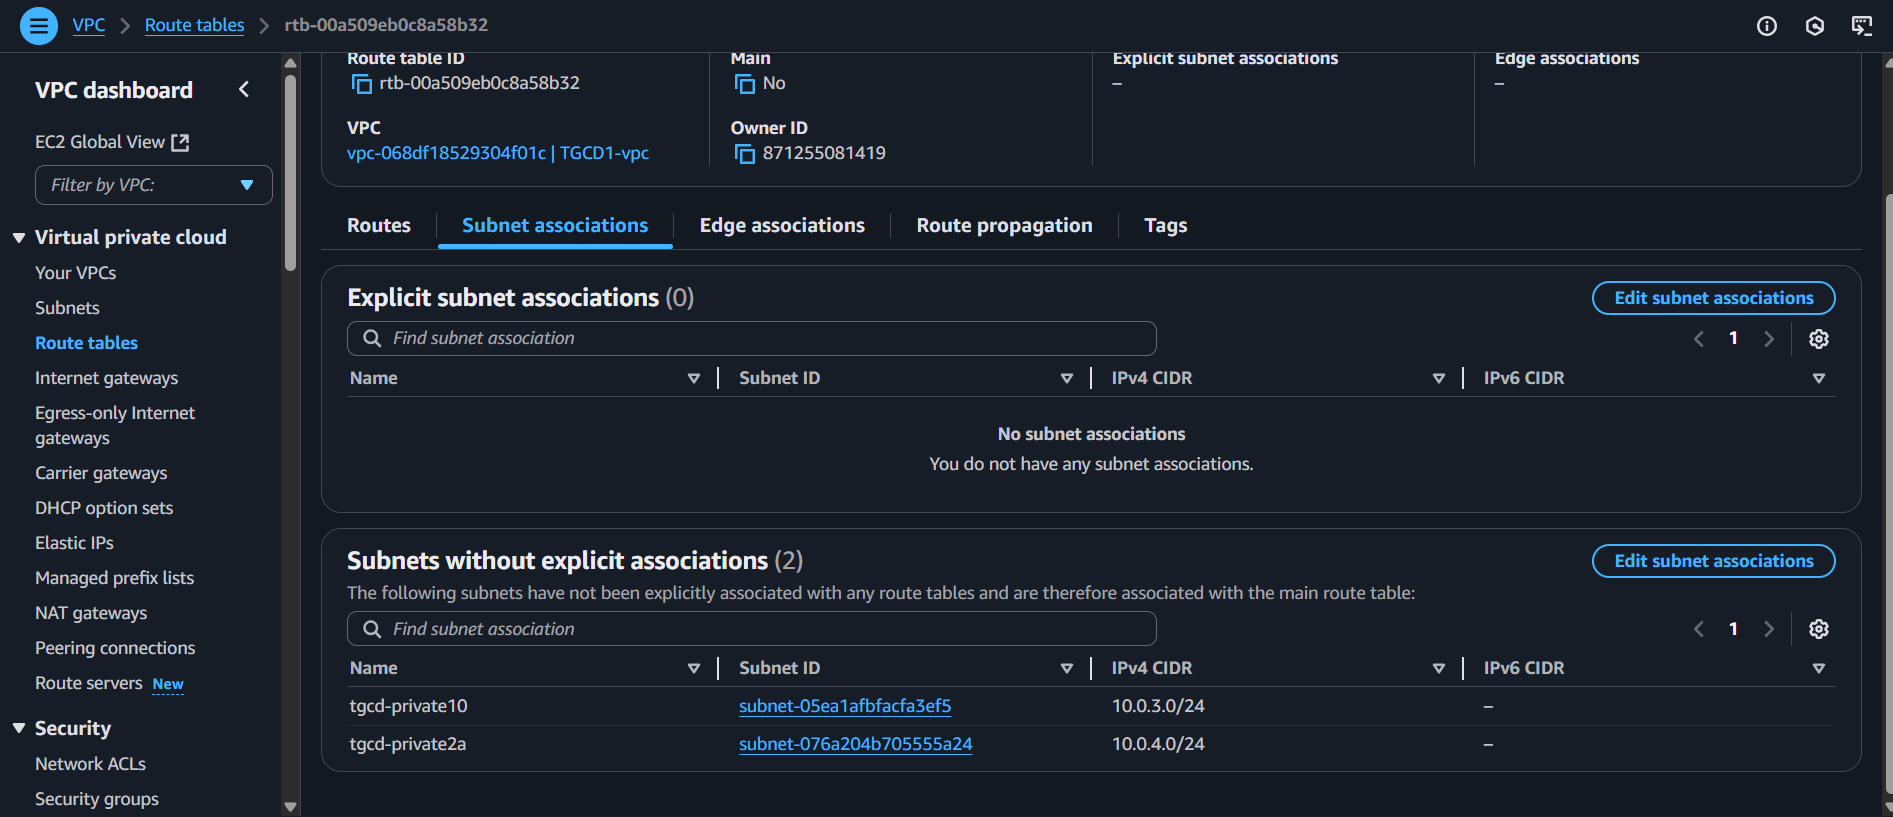 VPC > Route tables > rtb-00a509eb0c8a58b32
VPC dashboard
EC2 Global View
Filter by VPC:
Virtual private cloud
Your VPCs
Subnets
Route tables
Internet gateways
Egress-only Internet
gateways
Carrier gateways
DHCP option sets
Elastic IPs
Managed prefix lists
NAT gateways
Peering connections
Route servers New
Security
Network ACLs
Security groups
Route table ID
rtb-00a509eb0c8a58b32
VPC
vpc-068df18529304f01c | TGCD1-vpc
Main
No
Owner ID
871255081419
Explicit subnet associations
–
Edge associations
–
Routes Subnet associations Edge associations Route propagation Tags
Explicit subnet associations (0)
Edit subnet associations
Find subnet association
1
Name Subnet ID IPv4 CIDR IPv6 CIDR
No subnet associations
You do not have any subnet associations.
Subnets without explicit associations (2)
Edit subnet associations
The following subnets have not been explicitly associated with any route tables and are therefore associated with the main route table:
Find subnet association
1
Name Subnet ID IPv4 CIDR IPv6 CIDR
tgcd-private10 subnet-05ea1afbfacfa3ef5 10.0.3.0/24 –
tgcd-private2a subnet-076a204b705555a24 10.0.4.0/24 –